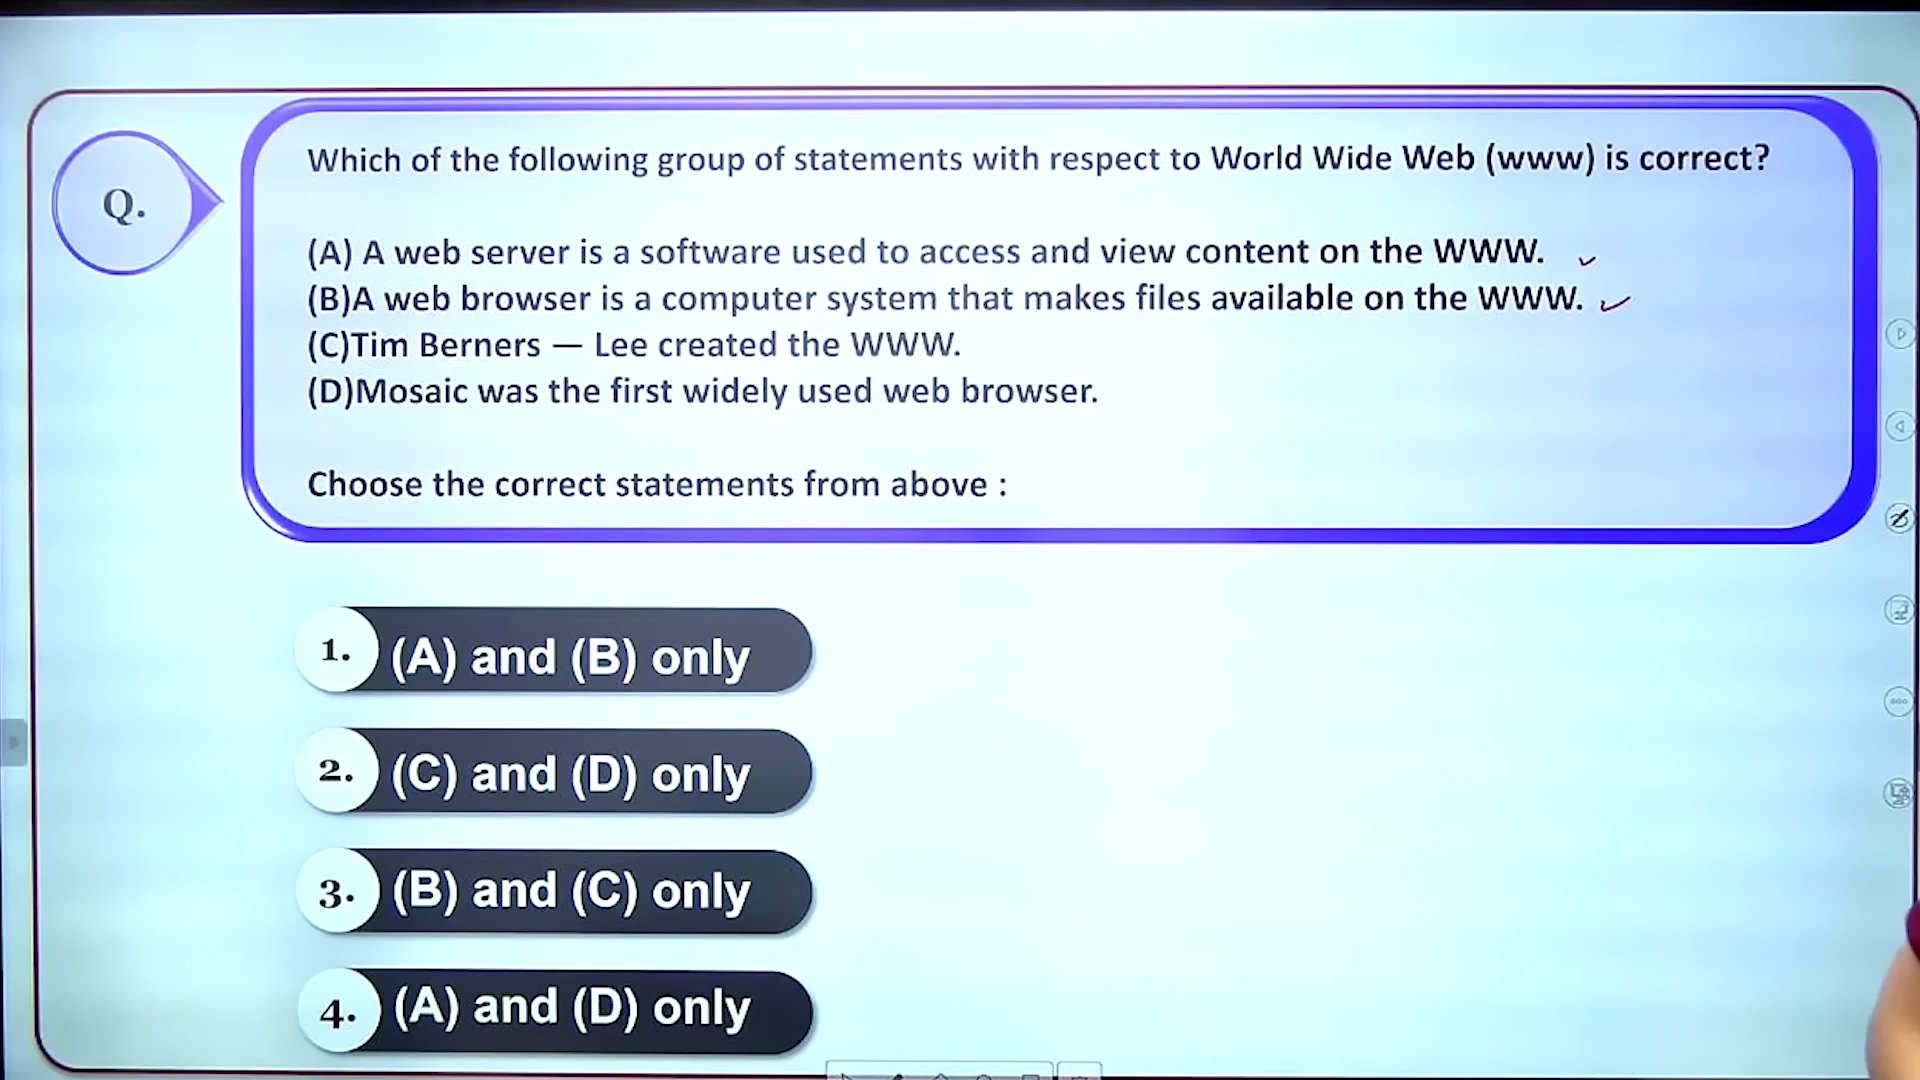 Q.
Which of the following group of statements with respect to World Wide Web (www) is correct?
(A) A web server is a software used to access and view content on the WWW.
(B)A web browser is a computer system that makes files available on the WWW.
(C)Tim Berners — Lee created the WWW.
(D)Mosaic was the first widely used web browser.
Choose the correct statements from above :
1. (A) and (B) only
2. (C) and (D) only
3. (B) and (C) only
4. (A) and (D) only